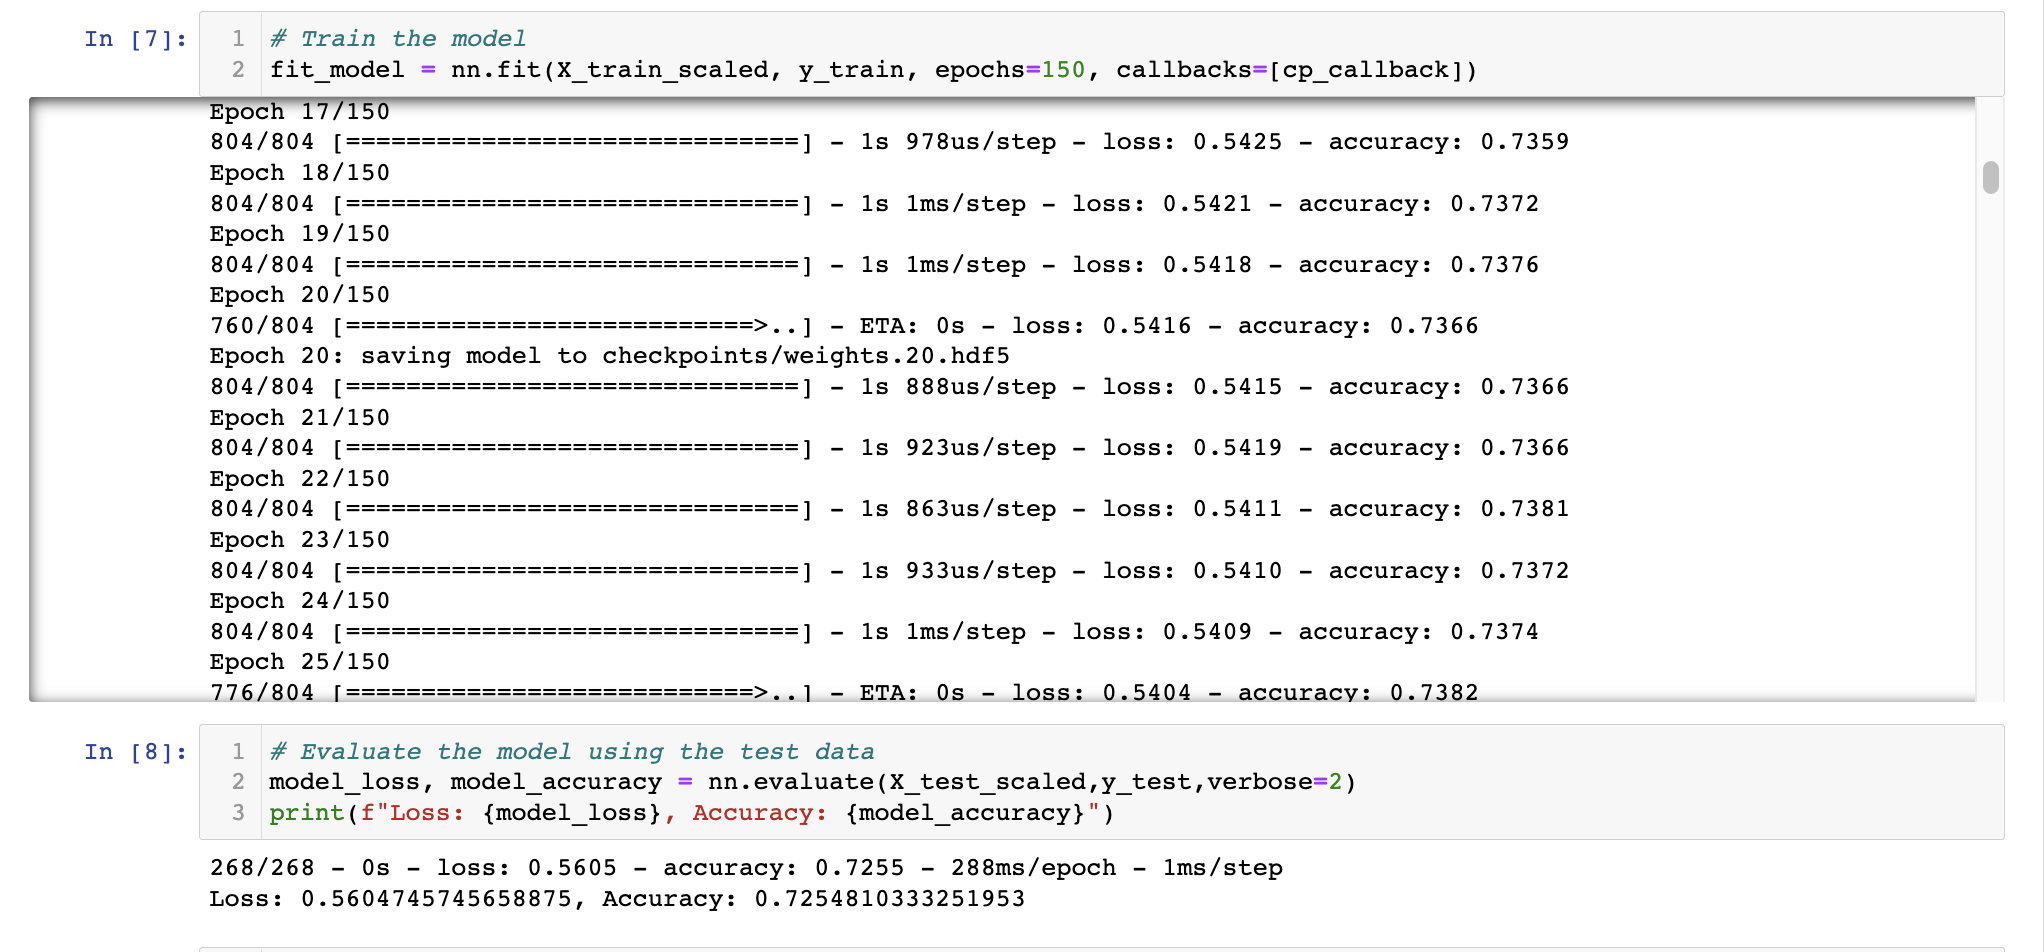 In [7]:
1 # Train the model
2 fit_model = nn.fit(X_train_scaled, y_train, epochs=150, callbacks=[cp_callback])
Epoch 17/150
804/804 [==============================] - 1s 978us/step - loss: 0.5425 - accuracy: 0.7359
Epoch 18/150
804/804 [==============================] - 1s 1ms/step - loss: 0.5421 - accuracy: 0.7372
Epoch 19/150
804/804 [==============================] - 1s 1ms/step - loss: 0.5418 - accuracy: 0.7376
Epoch 20/150
760/804 [===========================>..] - ETA: 0s - loss: 0.5416 - accuracy: 0.7366
Epoch 20: saving model to checkpoints/weights.20.hdf5
804/804 [==============================] - 1s 888us/step - loss: 0.5415 - accuracy: 0.7366
Epoch 21/150
804/804 [==============================] - 1s 923us/step - loss: 0.5419 - accuracy: 0.7366
Epoch 22/150
804/804 [==============================] - 1s 863us/step - loss: 0.5411 - accuracy: 0.7381
Epoch 23/150
804/804 [==============================] - 1s 933us/step - loss: 0.5410 - accuracy: 0.7372
Epoch 24/150
804/804 [==============================] - 1s 1ms/step - loss: 0.5409 - accuracy: 0.7374
Epoch 25/150
776/804 [===========================>..] - ETA: 0s - loss: 0.5404 - accuracy: 0.7382
In [8]:
1 # Evaluate the model using the test data
2 model_loss, model_accuracy = nn.evaluate(X_test_scaled,y_test,verbose=2)
3 print(f"Loss: {model_loss}, Accuracy: {model_accuracy}")
268/268 - 0s - loss: 0.5605 - accuracy: 0.7255 - 288ms/epoch - 1ms/step
Loss: 0.5604745745658875, Accuracy: 0.7254810333251953